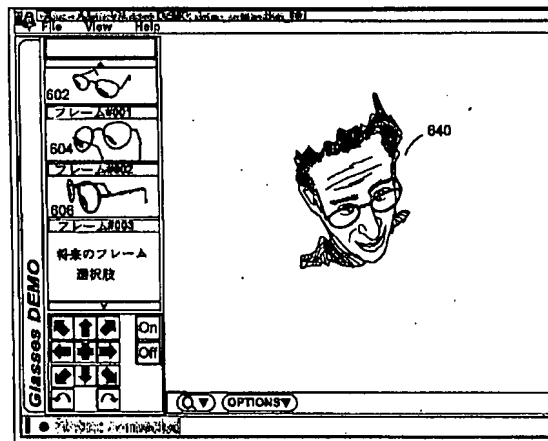 File View Help
602
フレーム#001
604
フレーム#002
606
フレーム#003
将来のフレーム
選択肢
Glasses DEMO
On
Off
OPTIONS▼
640